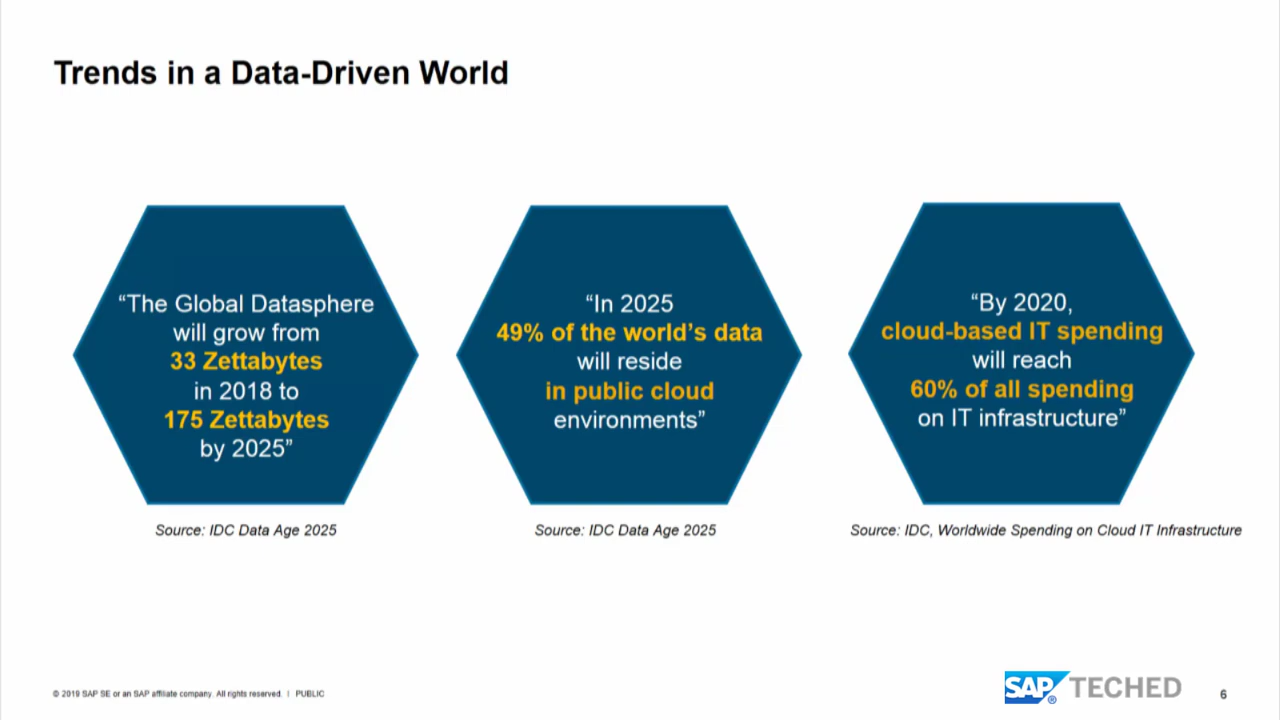 Trends in a Data-Driven World
“The Global Datasphere
will grow from
33 Zettabytes
in 2018 to
175 Zettabytes
by 2025”
Source: IDC Data Age 2025
“In 2025
49% of the world’s data
will reside
in public cloud
environments”
Source: IDC Data Age 2025
“By 2020,
cloud-based IT spending
will reach
60% of all spending
on IT infrastructure”
Source: IDC, Worldwide Spending on Cloud IT Infrastructure
© 2019 SAP SE or an SAP affiliate company. All rights reserved. | PUBLIC
SAP® TECHED
6